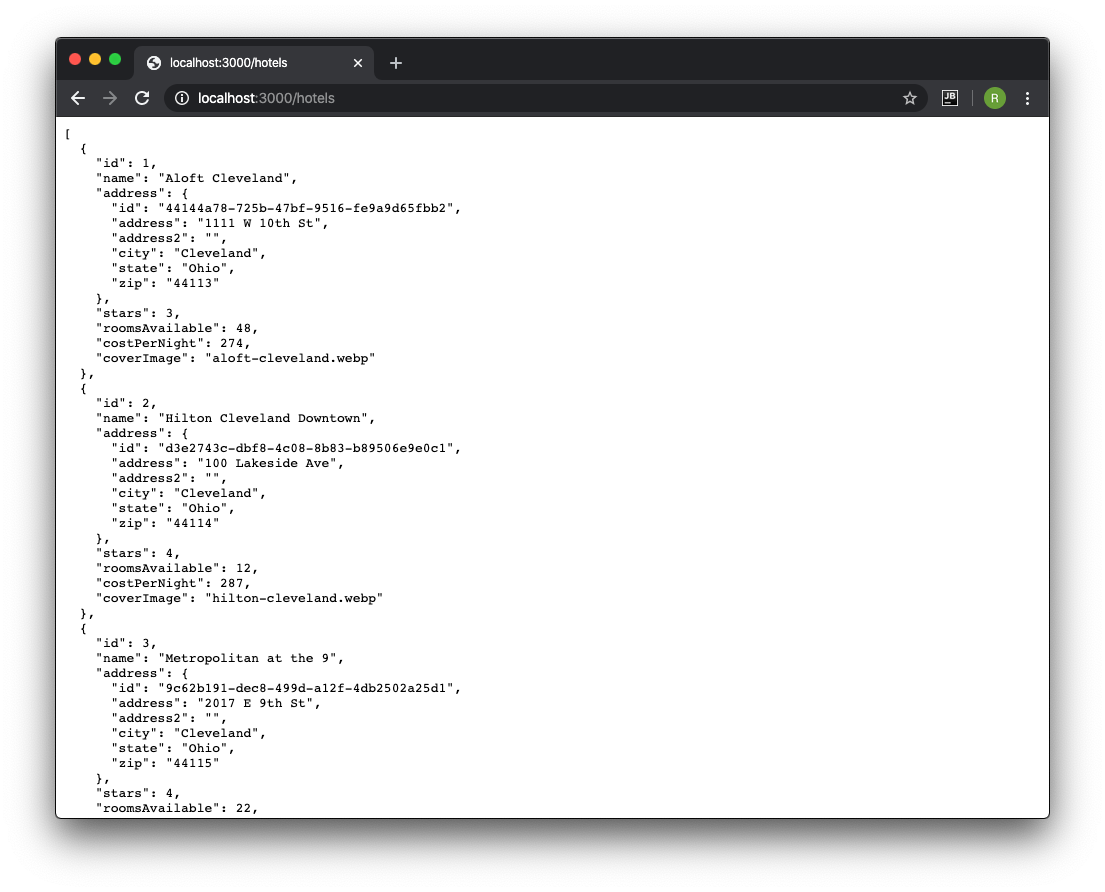 localhost:3000/hotels
localhost:3000/hotels
JB
R
[
  {
    "id": 1,
    "name": "Aloft Cleveland",
    "address": {
      "id": "44144a78-725b-47bf-9516-fe9a9d65fbb2",
      "address": "1111 W 10th St",
      "address2": "",
      "city": "Cleveland",
      "state": "Ohio",
      "zip": "44113"
    },
    "stars": 3,
    "roomsAvailable": 48,
    "costPerNight": 274,
    "coverImage": "aloft-cleveland.webp"
  },
  {
    "id": 2,
    "name": "Hilton Cleveland Downtown",
    "address": {
      "id": "d3e2743c-dbf8-4c08-8b83-b89506e9e0c1",
      "address": "100 Lakeside Ave",
      "address2": "",
      "city": "Cleveland",
      "state": "Ohio",
      "zip": "44114"
    },
    "stars": 4,
    "roomsAvailable": 12,
    "costPerNight": 287,
    "coverImage": "hilton-cleveland.webp"
  },
  {
    "id": 3,
    "name": "Metropolitan at the 9",
    "address": {
      "id": "9c62b191-dec8-499d-a12f-4db2502a25d1",
      "address": "2017 E 9th St",
      "address2": "",
      "city": "Cleveland",
      "state": "Ohio",
      "zip": "44115"
    },
    "stars": 4,
    "roomsAvailable": 22,